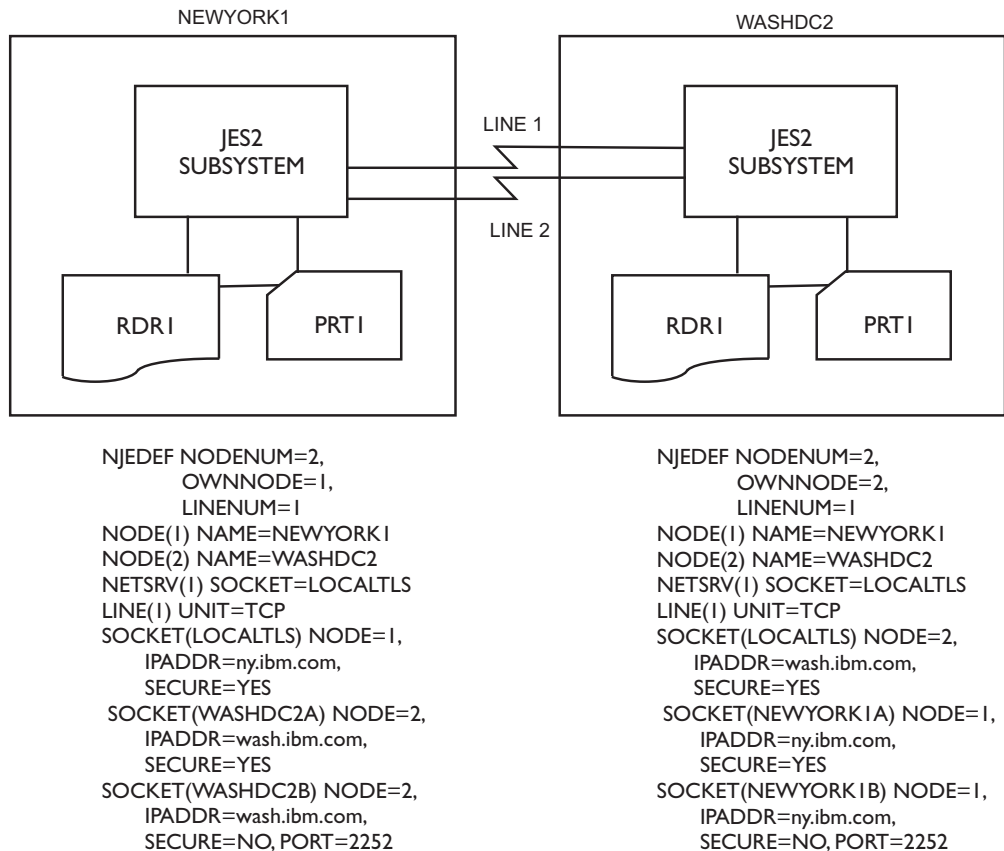 NEWYORK1
WASHDC2
JES2
SUBSYSTEM
LINE 1
LINE 2
JES2
SUBSYSTEM
RDR1
PRT1
RDR1
PRT1
NJEDEF NODENUM=2,
OWNNODE=1,
LINENUM=1
NODE(1) NAME=NEWYORK1
NODE(2) NAME=WASHDC2
NETSRV(1) SOCKET=LOCALTLS
LINE(1) UNIT=TCP
SOCKET(LOCALTLS) NODE=1,
IPADDR=ny.ibm.com,
SECURE=YES
SOCKET(WASHDC2A) NODE=2,
IPADDR=wash.ibm.com,
SECURE=YES
SOCKET(WASHDC2B) NODE=2,
IPADDR=wash.ibm.com,
SECURE=NO, PORT=2252
NJEDEF NODENUM=2,
OWNNODE=2,
LINENUM=1
NODE(1) NAME=NEWYORK1
NODE(2) NAME=WASHDC2
NETSRV(1) SOCKET=LOCALTLS
LINE(1) UNIT=TCP
SOCKET(LOCALTLS) NODE=2,
IPADDR=wash.ibm.com,
SECURE=YES
SOCKET(NEWYORK1A) NODE=1,
IPADDR=ny.ibm.com,
SECURE=YES
SOCKET(NEWYORK1B) NODE=1,
IPADDR=ny.ibm.com,
SECURE=NO, PORT=2252